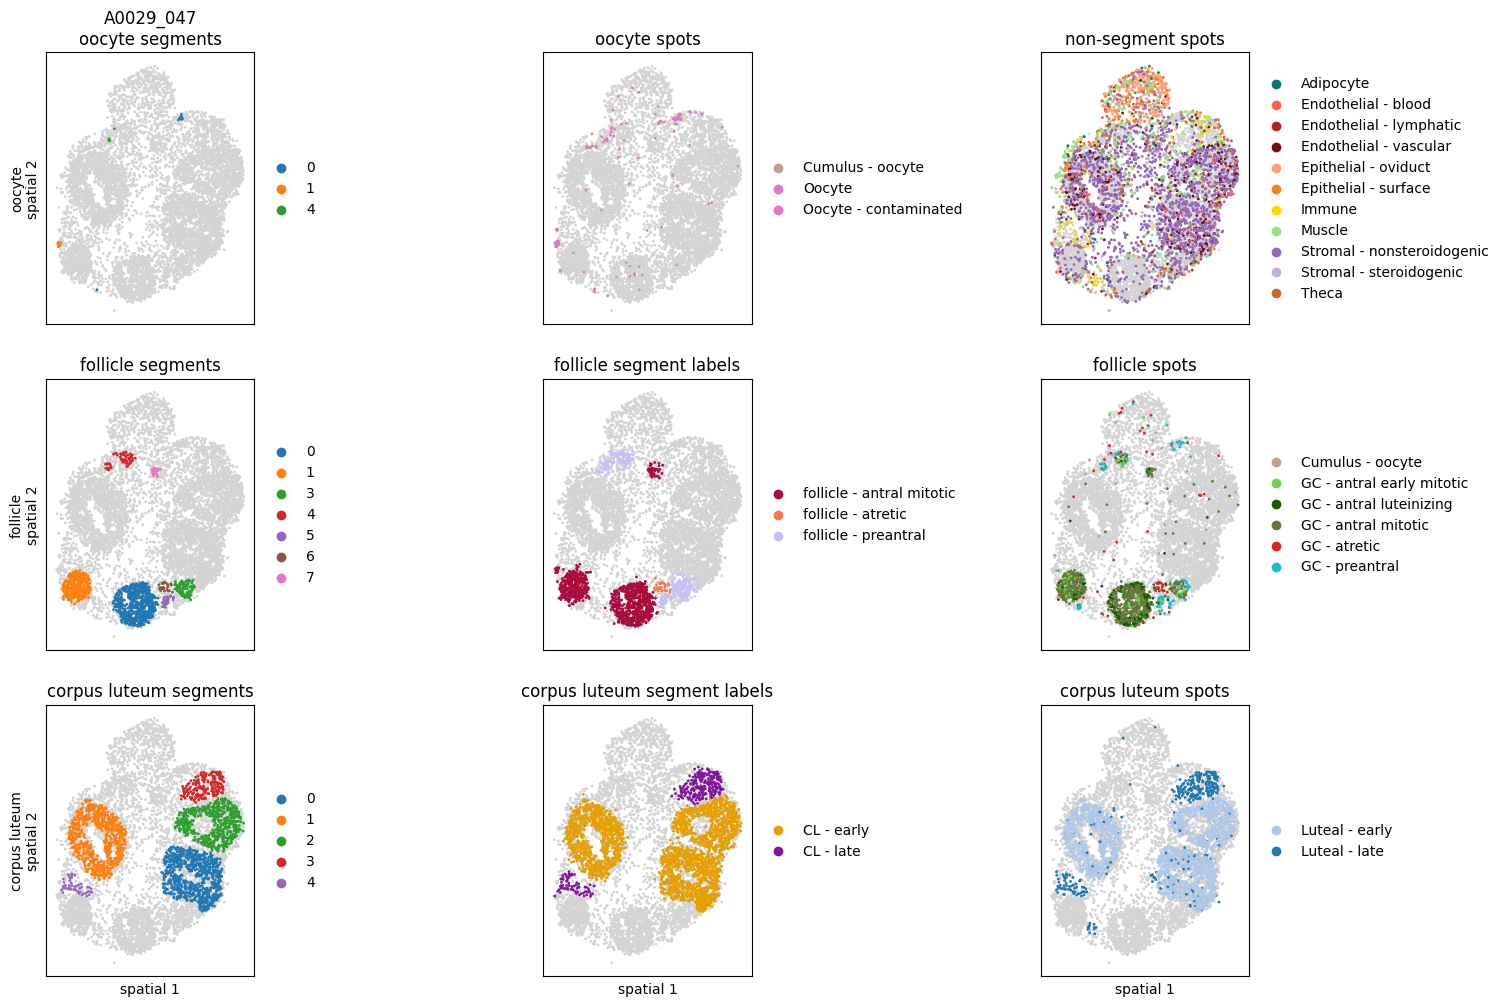 A0029_047
oocyte segments
oocyte spots
non-segment spots
oocyte
spatial 2
0
1
4
Cumulus - oocyte
Oocyte
Oocyte - contaminated
Adipocyte
Endothelial - blood
Endothelial - lymphatic
Endothelial - vascular
Epithelial - oviduct
Epithelial - surface
Immune
Muscle
Stromal - nonsteroidogenic
Stromal - steroidogenic
Theca
follicle segments
follicle segment labels
follicle spots
follicle
spatial 2
0
1
3
4
5
6
7
follicle - antral mitotic
follicle - atretic
follicle - preantral
Cumulus - oocyte
GC - antral early mitotic
GC - antral luteinizing
GC - antral mitotic
GC - atretic
GC - preantral
corpus luteum segments
corpus luteum segment labels
corpus luteum spots
corpus luteum
spatial 2
0
1
2
3
4
CL - early
CL - late
Luteal - early
Luteal - late
spatial 1
spatial 1
spatial 1